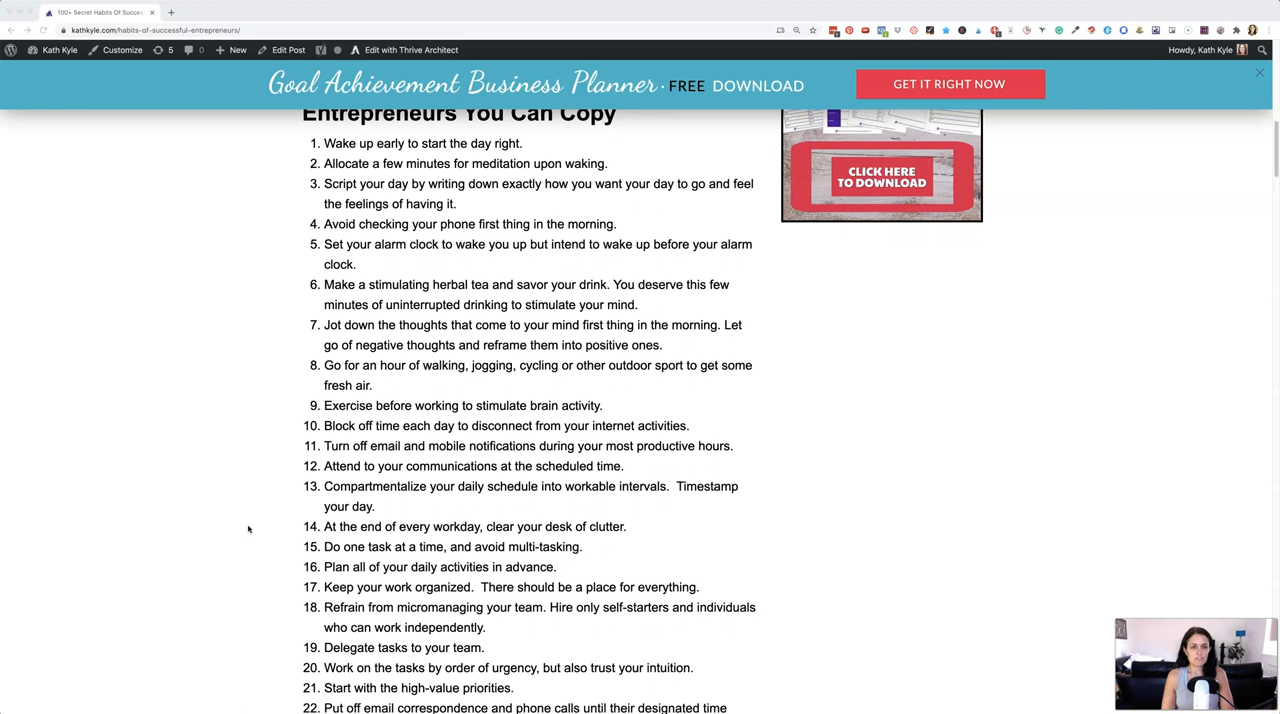 100+ Secret Habits Of Success
kathkyle.com/habits-of-successful-entrepreneurs/
Kath Kyle
Customize
5
0
New
Edit Post
Edit with Thrive Architect
Howdy, Kath Kyle
Goal Achievement Business Planner · FREE DOWNLOAD
GET IT RIGHT NOW
Entrepreneurs You Can Copy
1. Wake up early to start the day right.
2. Allocate a few minutes for meditation upon waking.
3. Script your day by writing down exactly how you want your day to go and feel
the feelings of having it.
4. Avoid checking your phone first thing in the morning.
5. Set your alarm clock to wake you up but intend to wake up before your alarm
clock.
6. Make a stimulating herbal tea and savor your drink. You deserve this few
minutes of uninterrupted drinking to stimulate your mind.
7. Jot down the thoughts that come to your mind first thing in the morning. Let
go of negative thoughts and reframe them into positive ones.
8. Go for an hour of walking, jogging, cycling or other outdoor sport to get some
fresh air.
9. Exercise before working to stimulate brain activity.
10. Block off time each day to disconnect from your internet activities.
11. Turn off email and mobile notifications during your most productive hours.
12. Attend to your communications at the scheduled time.
13. Compartmentalize your daily schedule into workable intervals.  Timestamp
your day.
14. At the end of every workday, clear your desk of clutter.
15. Do one task at a time, and avoid multi-tasking.
16. Plan all of your daily activities in advance.
17. Keep your work organized.  There should be a place for everything.
18. Refrain from micromanaging your team. Hire only self-starters and individuals
who can work independently.
19. Delegate tasks to your team.
20. Work on the tasks by order of urgency, but also trust your intuition.
21. Start with the high-value priorities.
22. Put off email correspondence and phone calls until their designated time
CLICK HERE
TO DOWNLOAD